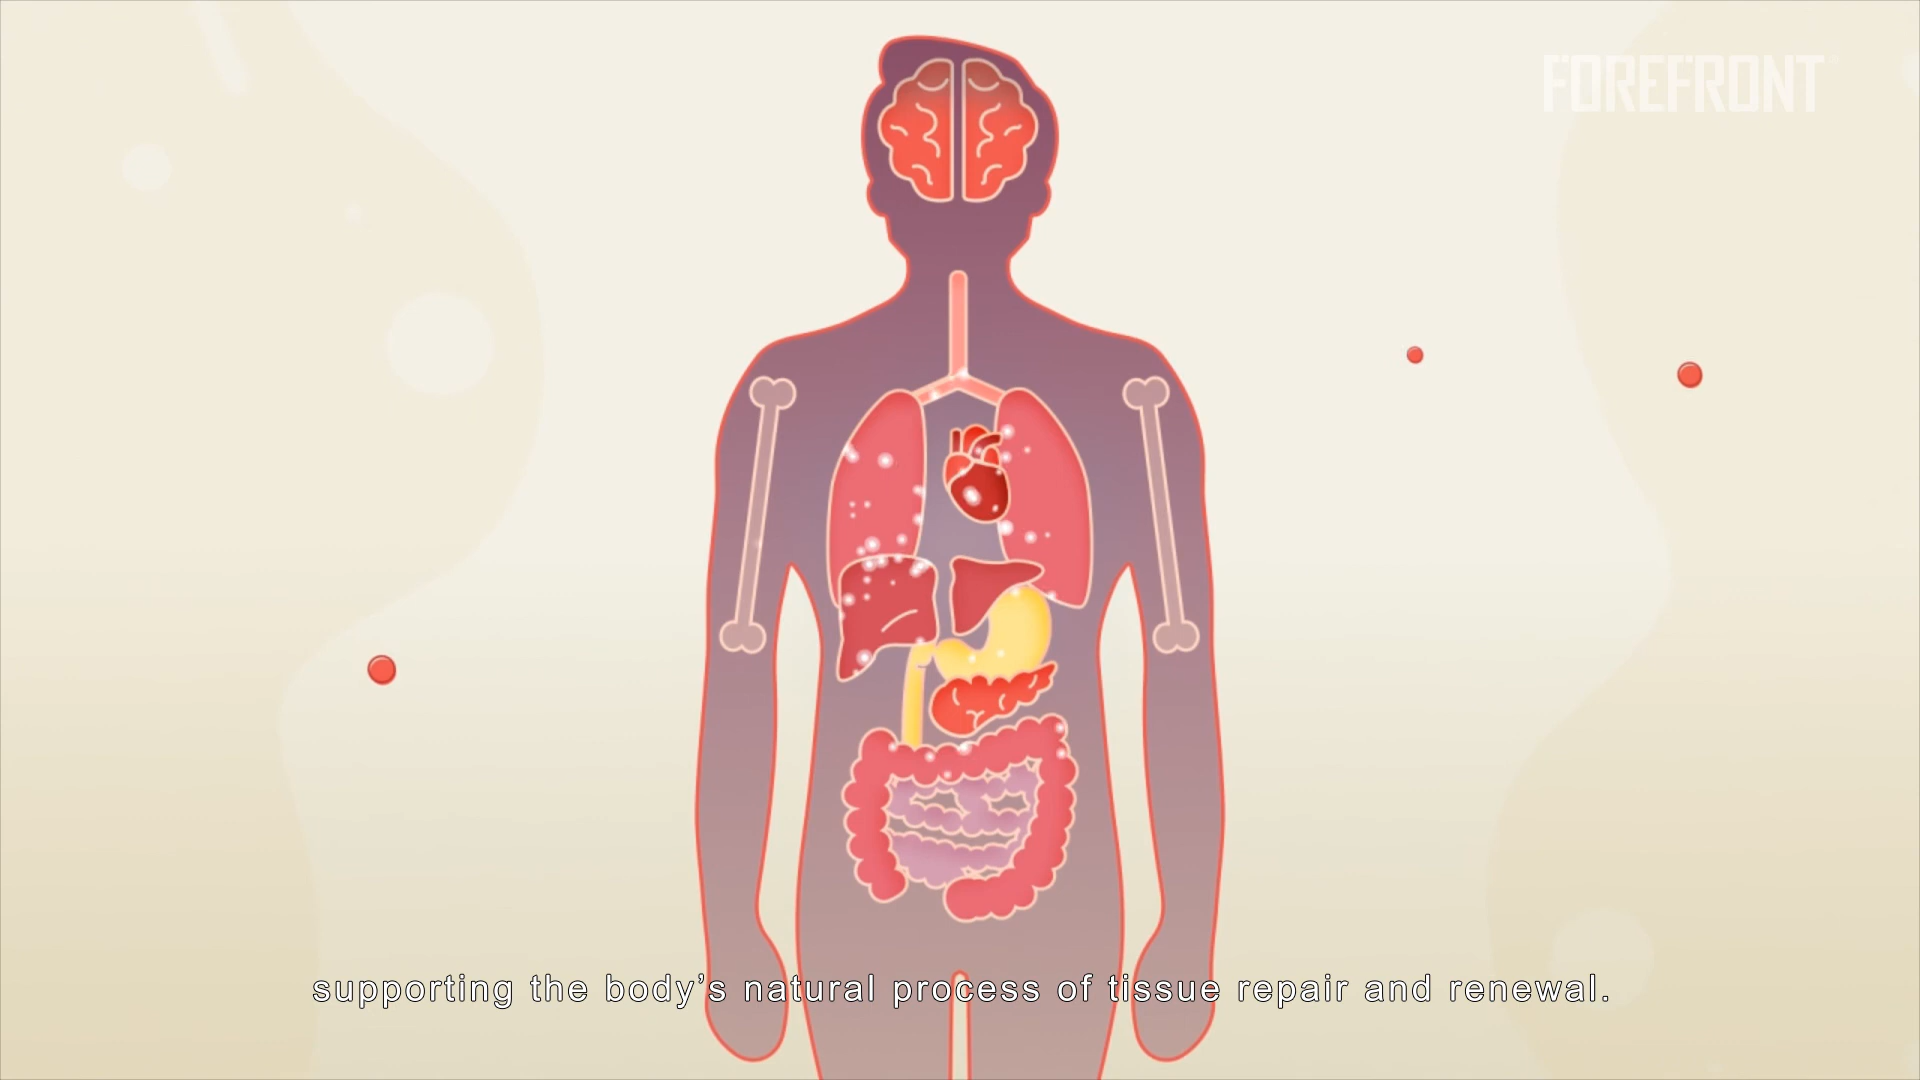 FOREFRONT
supporting the body’s natural process of tissue repair and renewal.